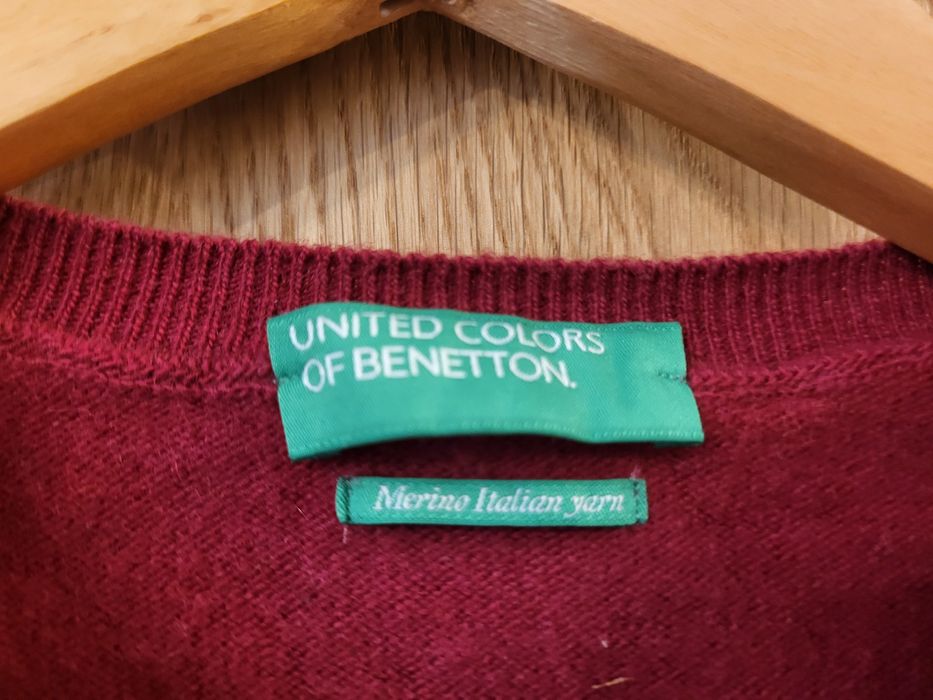 UNITED COLORS
OF BENETTON.
Merino Italian yarn